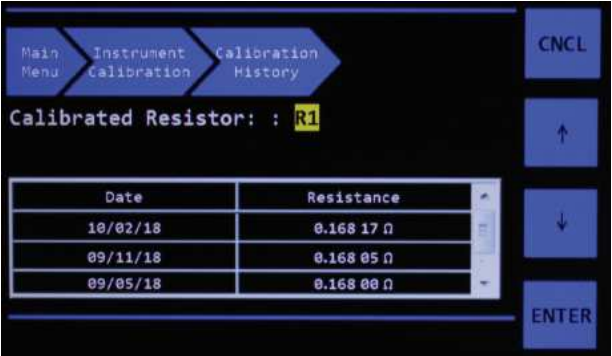 Main Menu
Instrument Calibration
Calibration History
CNCL
Calibrated Resistor: : R1
↑
Date Resistance
10/02/18 0.168 17 Ω
09/11/18 0.168 05 Ω
09/05/18 0.168 00 Ω
↓
ENTER